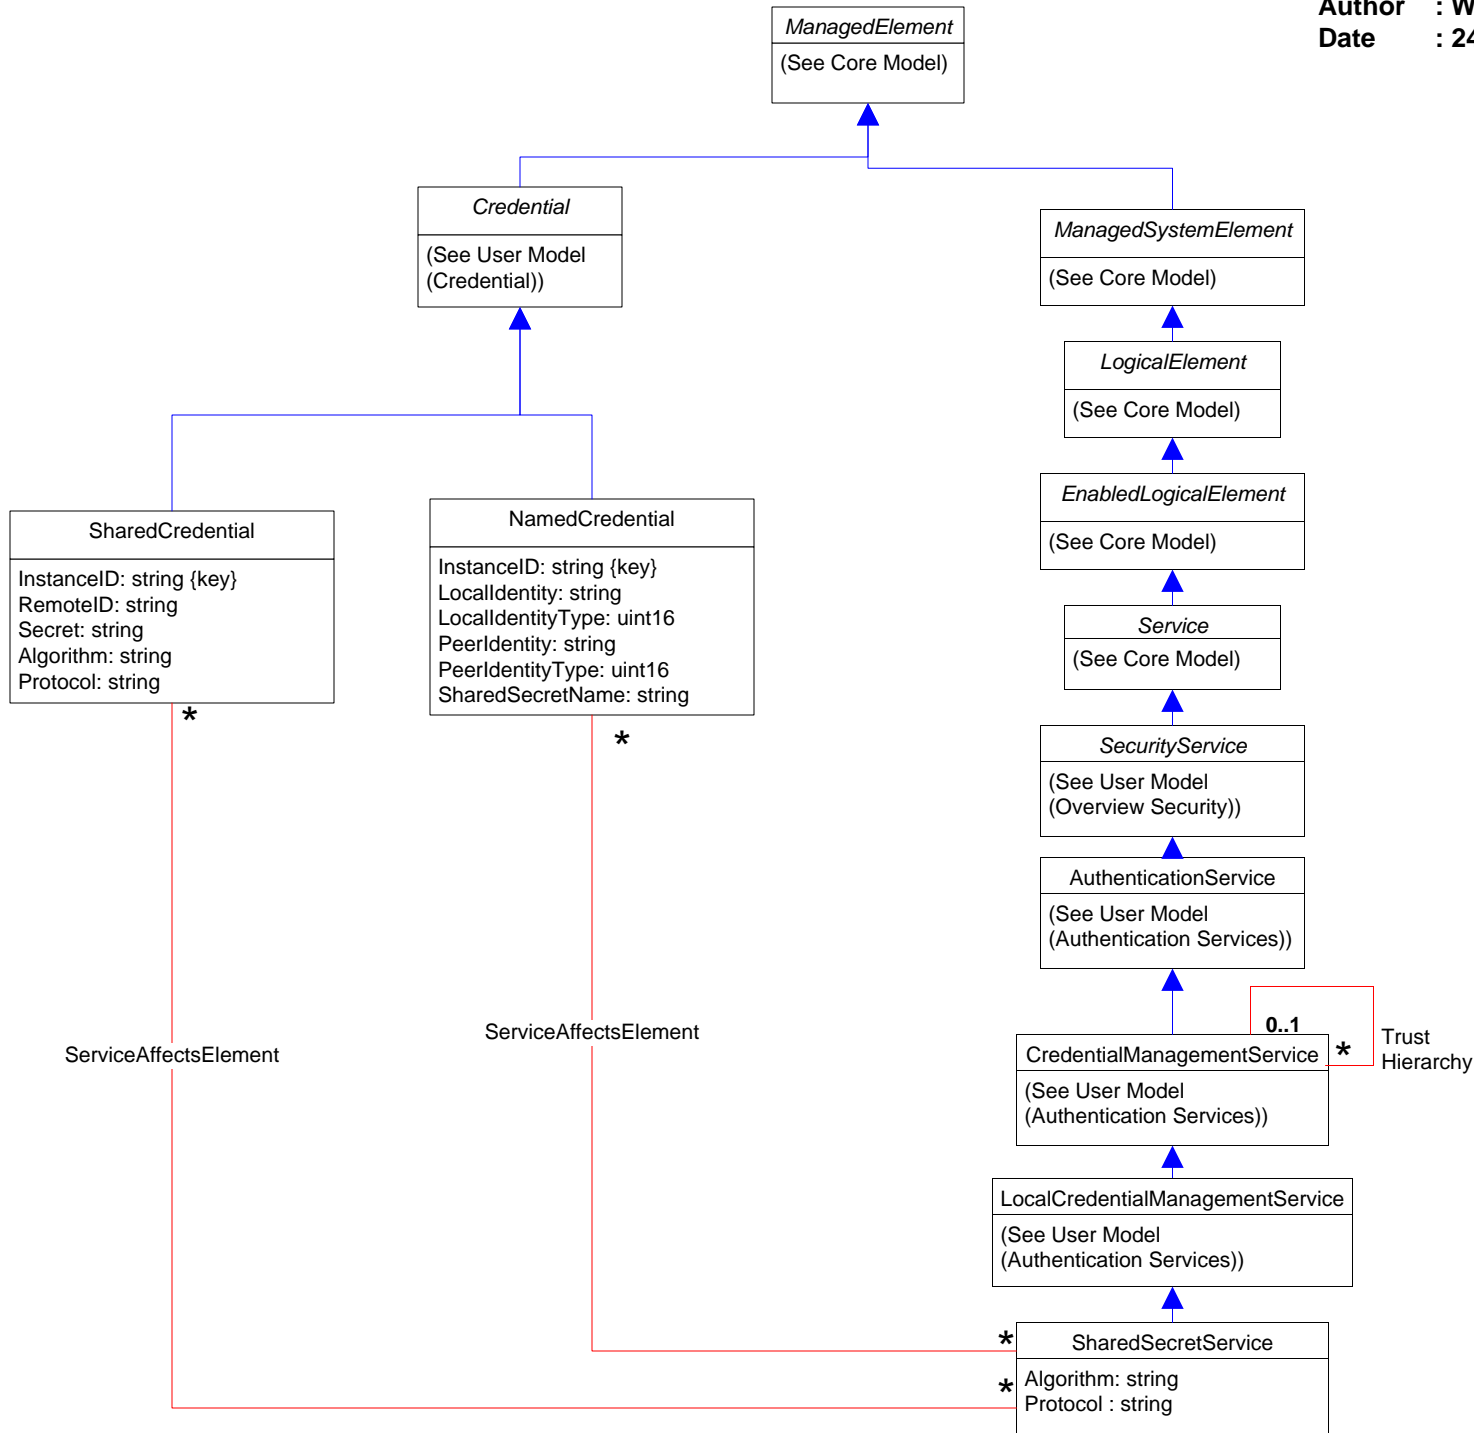 Author : W
Date : 24
ManagedElement
(See Core Model)
Credential
(See User Model
(Credential))
ManagedSystemElement
(See Core Model)
LogicalElement
(See Core Model)
EnabledLogicalElement
(See Core Model)
SharedCredential
InstanceID: string {key}
RemoteID: string
Secret: string
Algorithm: string
Protocol: string
*
NamedCredential
InstanceID: string {key}
LocalIdentity: string
LocalIdentityType: uint16
PeerIdentity: string
PeerIdentityType: uint16
SharedSecretName: string
*
Service
(See Core Model)
SecurityService
(See User Model
(Overview Security))
AuthenticationService
(See User Model
(Authentication Services))
ServiceAffectsElement
ServiceAffectsElement
0..1
*
Trust
Hierarchy
CredentialManagementService
(See User Model
(Authentication Services))
LocalCredentialManagementService
(See User Model
(Authentication Services))
*
*
SharedSecretService
Algorithm: string
Protocol : string